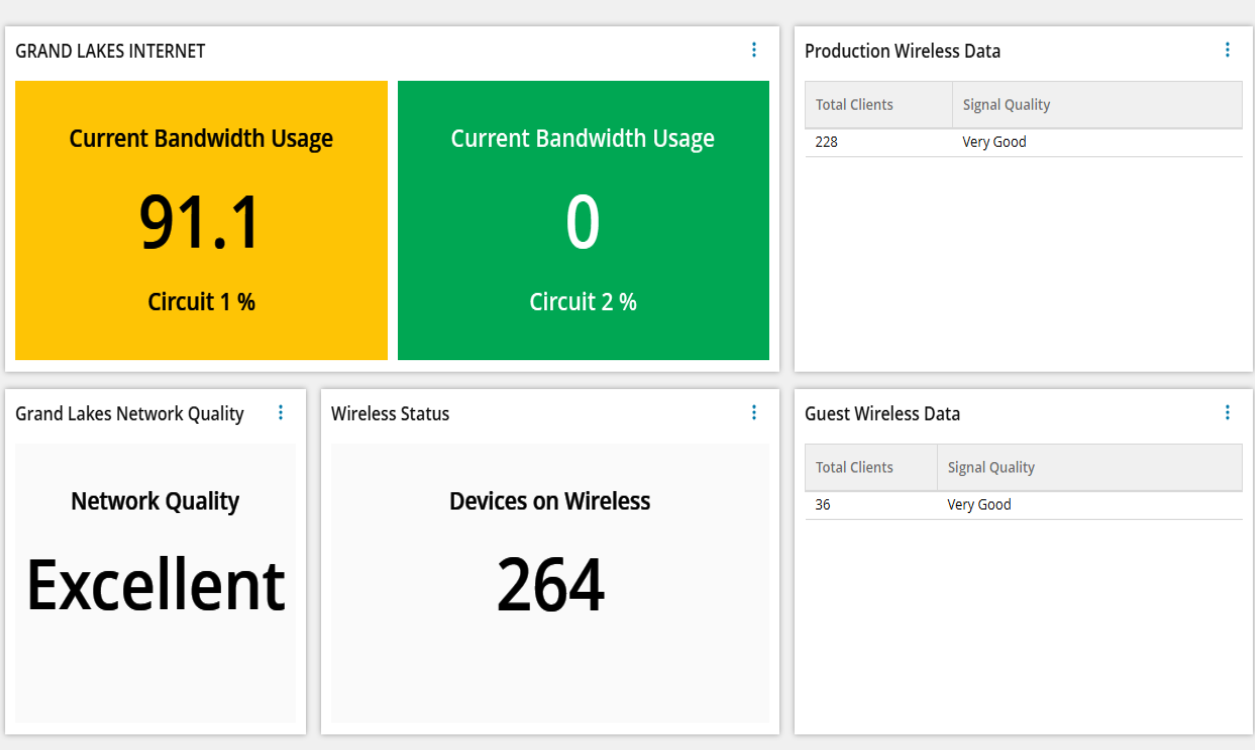 GRAND LAKES INTERNET
Current Bandwidth Usage
91.1
Circuit 1 %
Current Bandwidth Usage
0
Circuit 2 %
Production Wireless Data
Total Clients Signal Quality
228 Very Good
Grand Lakes Network Quality
Network Quality
Excellent
Wireless Status
Devices on Wireless
264
Guest Wireless Data
Total Clients Signal Quality
36 Very Good